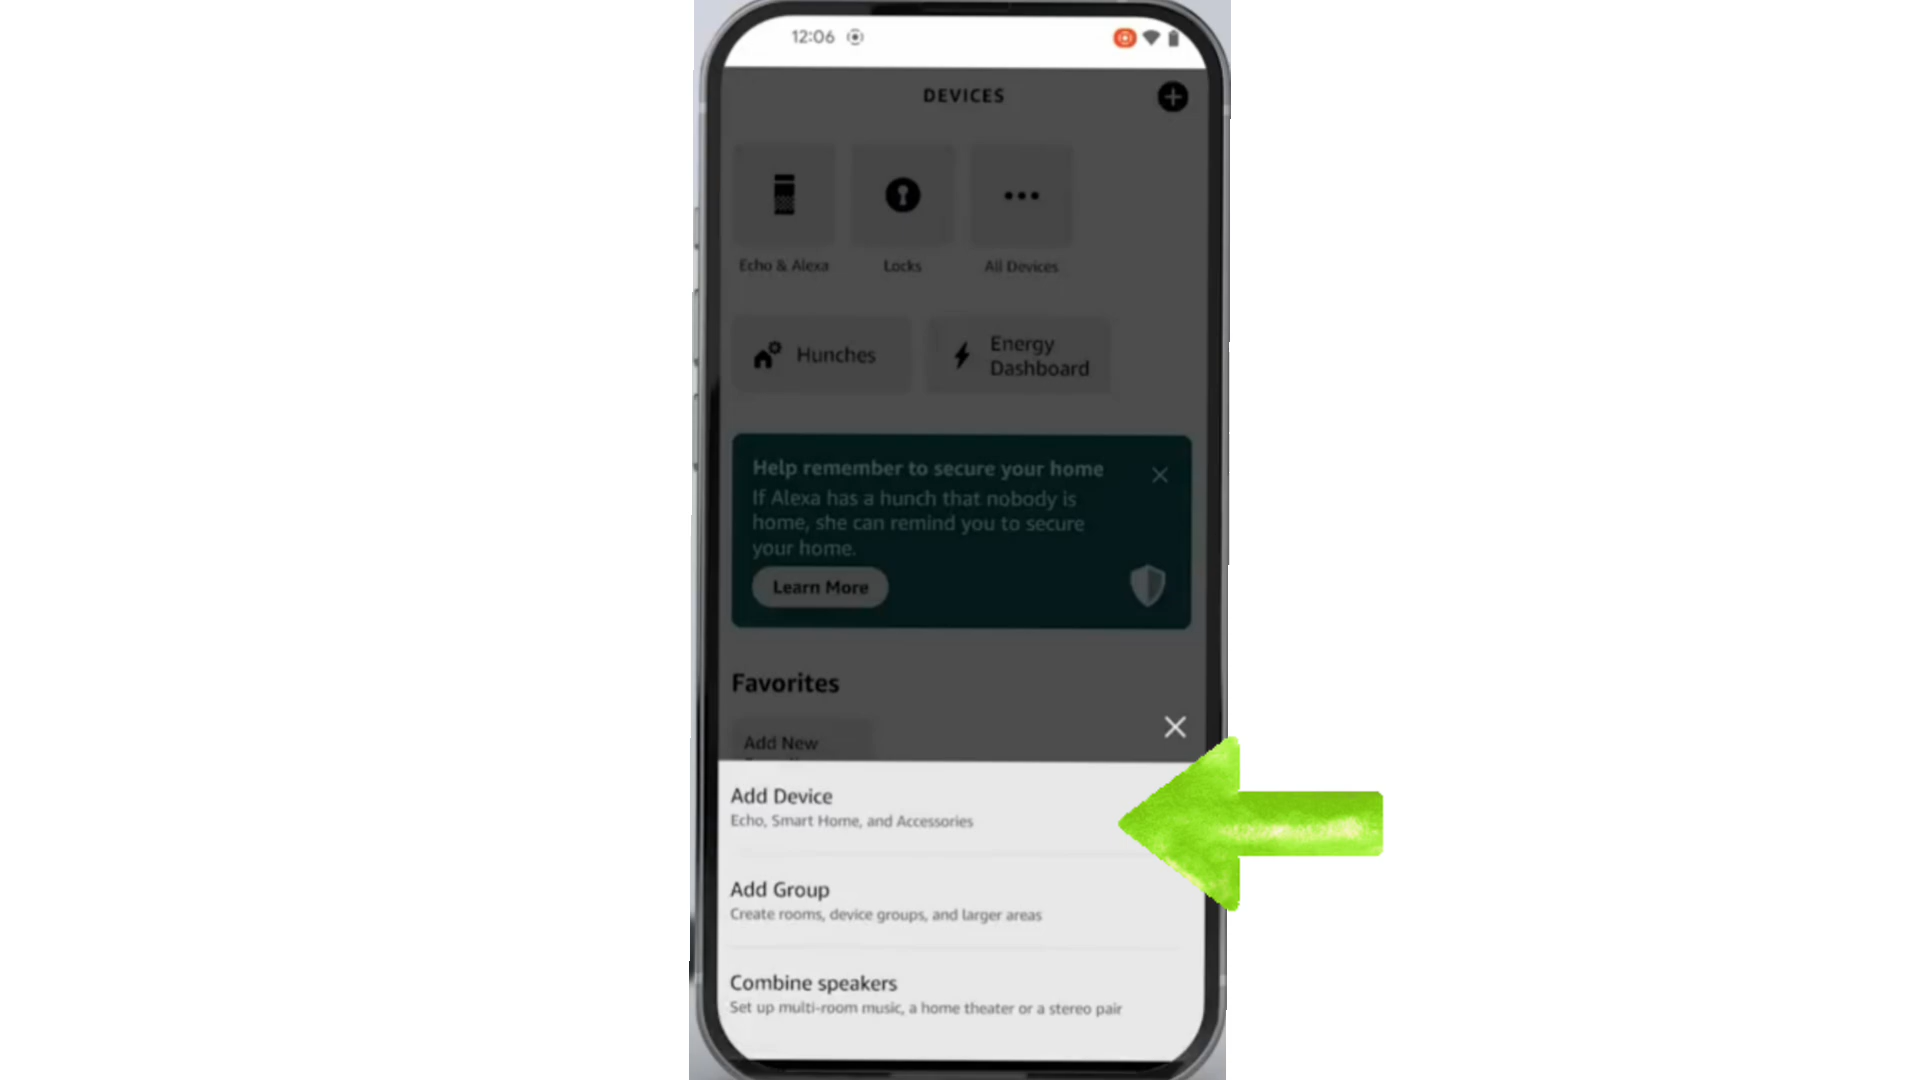 12:06
DEVICES
Echo & Alexa
Locks
All Devices
Hunches
Energy
Dashboard
Help remember to secure your home
If Alexa has a hunch that nobody is
home, she can remind you to secure
your home.
Learn More
Favorites
Add New
Add Device
Echo, Smart Home, and Accessories
Add Group
Create rooms, device groups, and larger areas
Combine speakers
Set up multi-room music, a home theater or a stereo pair